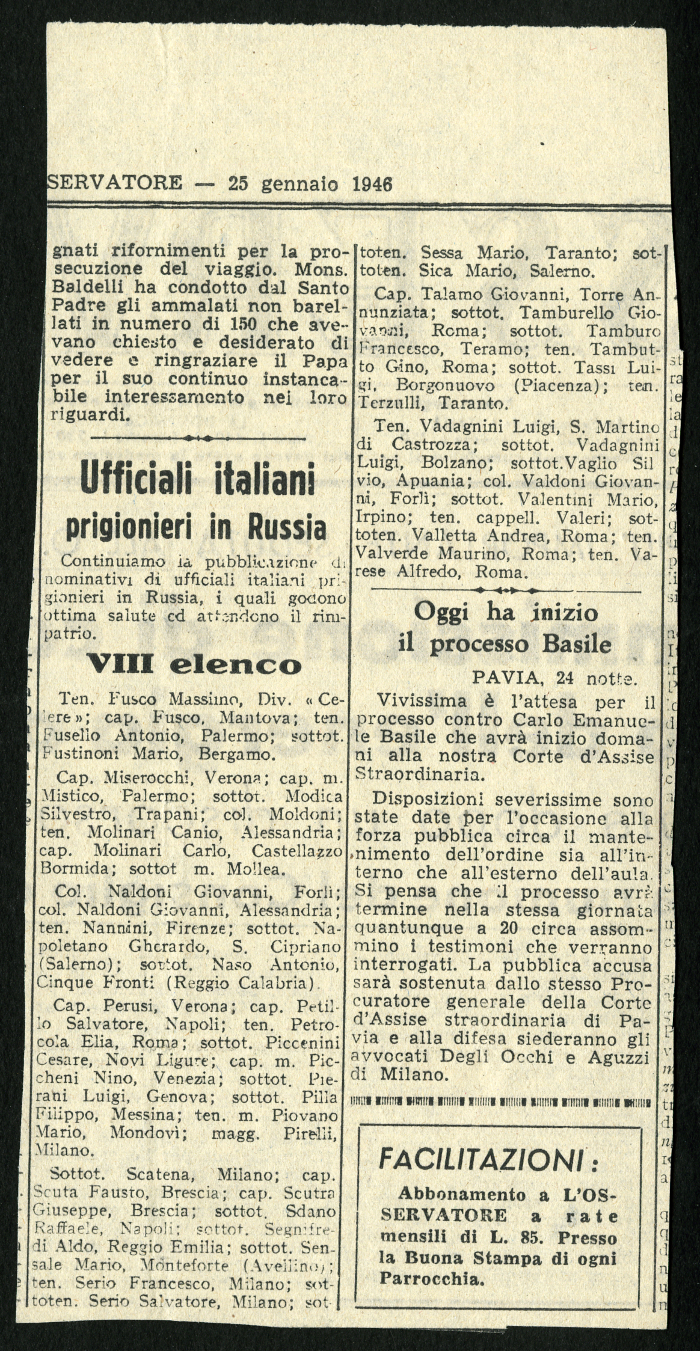 SERVATORE — 25 gennaio 1946
gnati rifornimenti per la pro-
secuzione del viaggio. Mons.
Baldelli ha condotto dal Santo
Padre gli ammalati non barel-
lati in numero di 150 che ave-
vano chiesto e desiderato di
vedere e ringraziare il Papa
per il suo continuo instanca-
bile interessamento nei loro
riguardi.
Ufficiali italiani
prigionieri in Russia
Continuiamo la pubblicazione di
nominativi di ufficiali italiani pri-
gionieri in Russia, i quali godono
ottima salute ed attendono il rim-
patrio.
VIII elenco
Ten. Fusco Massimo, Div. « Ce-
lere »; cap. Fusco, Mantova; ten.
Fusello Antonio, Palermo; sottot.
Fustinoni Mario, Bergamo.
Cap. Miserocchi, Verona; cap. m.
Mistico, Palermo; sottot. Modica
Silvestro, Trapani; col. Moldoni;
ten. Molinari Canio, Alessandria;
cap. Molinari Carlo, Castellazzo
Bormida; sottot m. Mollea.
Col. Naldoni Giovanni, Forlì;
col. Naldoni Giovanni, Alessandria;
ten. Nannini, Firenze; sottot. Na-
poletano Gherardo, S. Cipriano
(Salerno); sottot. Naso Antonio,
Cinque Fronti (Reggio Calabria).
Cap. Perusi, Verona; cap. Petil-
lo Salvatore, Napoli; ten. Petro-
cola Elia, Roma; sottot. Piccenini
Cesare, Novi Ligure; cap. m. Pic-
cheni Nino, Venezia; sottot. Pie-
rani Luigi, Genova; sottot. Pilla
Filippo, Messina; ten. m. Piovano
Mario, Mondovì; magg. Pirelli,
Milano.
Sottot. Scatena, Milano; cap.
Scuta Fausto, Brescia; cap. Scutra
Giuseppe, Brescia; sottot. Sdano
Raffaele, Napoli; sottot. Segnifre-
di Aldo, Reggio Emilia; sottot. Sen-
sale Mario, Monteforte (Avellino);
ten. Serio Francesco, Milano; sot-
toten. Serio Salvatore, Milano; sot-
toten. Sessa Mario, Taranto; sot-
toten. Sica Mario, Salerno.
Cap. Talamo Giovanni, Torre An-
nunziata; sottot. Tamburello Gio-
vanni, Roma; sottot. Tamburo
Francesco, Teramo; ten. Tambut-
to Gino, Roma; sottot. Tassi Lui-
gi, Borgonuovo (Piacenza); ten.
Terzulli, Taranto.
Ten. Vadagnini Luigi, S. Martino
di Castrozza; sottot. Vadagnini
Luigi, Bolzano; sottot.Vaglio Sil
vio, Apuania; col. Valdoni Giovan-
ni, Forlì; sottot. Valentini Mario,
Irpino; ten. cappell. Valeri; sot-
toten. Valletta Andrea, Roma; ten.
Valverde Maurino, Roma; ten. Va-
rese Alfredo, Roma.
Oggi ha inizio
il processo Basile
PAVIA, 24 notte.
Vivissima è l'attesa per il
processo contro Carlo Emanue-
le Basile che avrà inizio doma-
ni alla nostra Corte d'Assise
Straordinaria.
Disposizioni severissime sono
state date per l'occasione alla
forza pubblica circa il mante-
nimento dell'ordine sia all'in-
terno che all'esterno dell'aula.
Si pensa che il processo avrà
termine nella stessa giornata
quantunque a 20 circa assom-
mino i testimoni che verranno
interrogati. La pubblica accusa
sarà sostenuta dallo stesso Pro-
curatore generale della Corte
d'Assise straordinaria di Pa-
via e alla difesa siederanno gli
avvocati Degli Occhi e Aguzzi
di Milano.
FACILITAZIONI :
Abbonamento a L'OS-
SERVATORE a rate
mensili di L. 85. Presso
la Buona Stampa di ogni
Parrocchia.